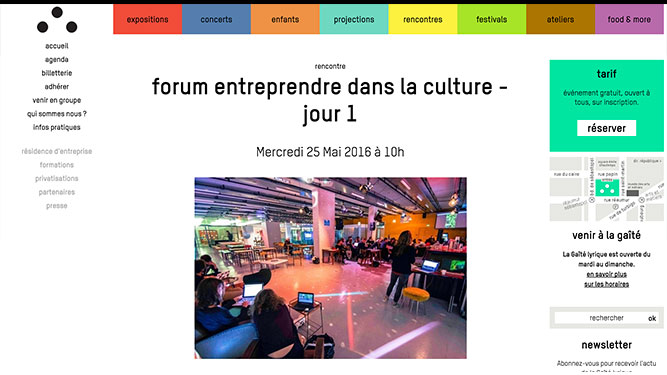 expositions
concerts
enfants
projections
rencontres
festivals
ateliers
food & more
accueil
agenda
billetterie
adhérer
venir en groupe
qui sommes nous ?
infos pratiques
résidence d'entreprise
formations
privatisations
partenaires
presse
rencontre
forum entreprendre dans la culture -
jour 1
Mercredi 25 Mai 2016 à 10h
tarif
événement gratuit, ouvert à
tous, sur inscription.
réserver
rue du caire
rue papin
rue réaumur
rue de turbigo
venir à la gaîté
La Gaîté lyrique est ouverte du
mardi au dimanche.
en savoir plus
sur les horaires
rechercher
ok
newsletter
Abonnez-vous pour recevoir l'actu
de la Gaîté lyrique